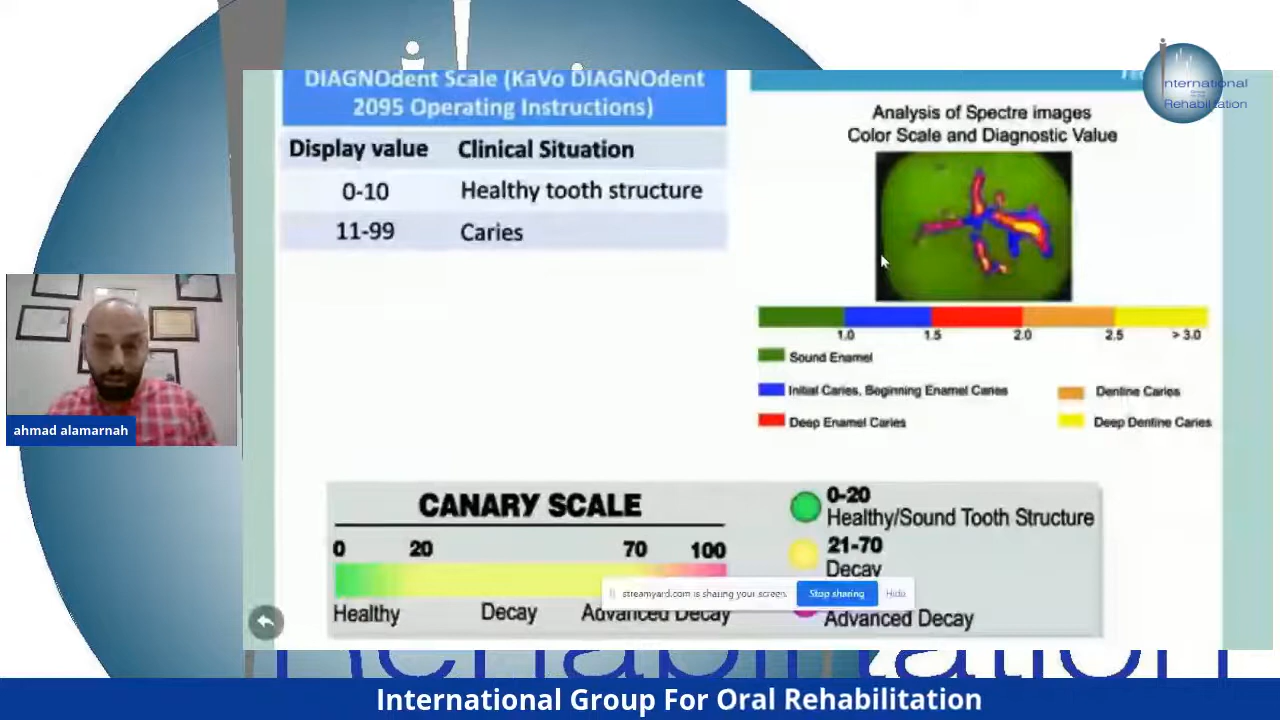 DIAGNOdent Scale (KaVo DIAGNOdent
2095 Operating Instructions)
Display value Clinical Situation
0-10 Healthy tooth structure
11-99 Caries
International
Rehabilitation
Analysis of Spectre images
Color Scale and Diagnostic Value
1.0 1.5 2.0 2.5 > 3.0
Sound Enamel
Initial Caries, Beginning Enamel Caries
Dentine Caries
Deep Enamel Caries
Deep Dentine Caries
ahmad alamarnah
CANARY SCALE
0 20 70 100
Healthy Decay Advanced Decay
0-20
Healthy/Sound Tooth Structure
21-70
Decay
Advanced Decay
streamyard.com is sharing your screen.
Stop sharing
Hide
Rehabilitation
International Group For Oral Rehabilitation